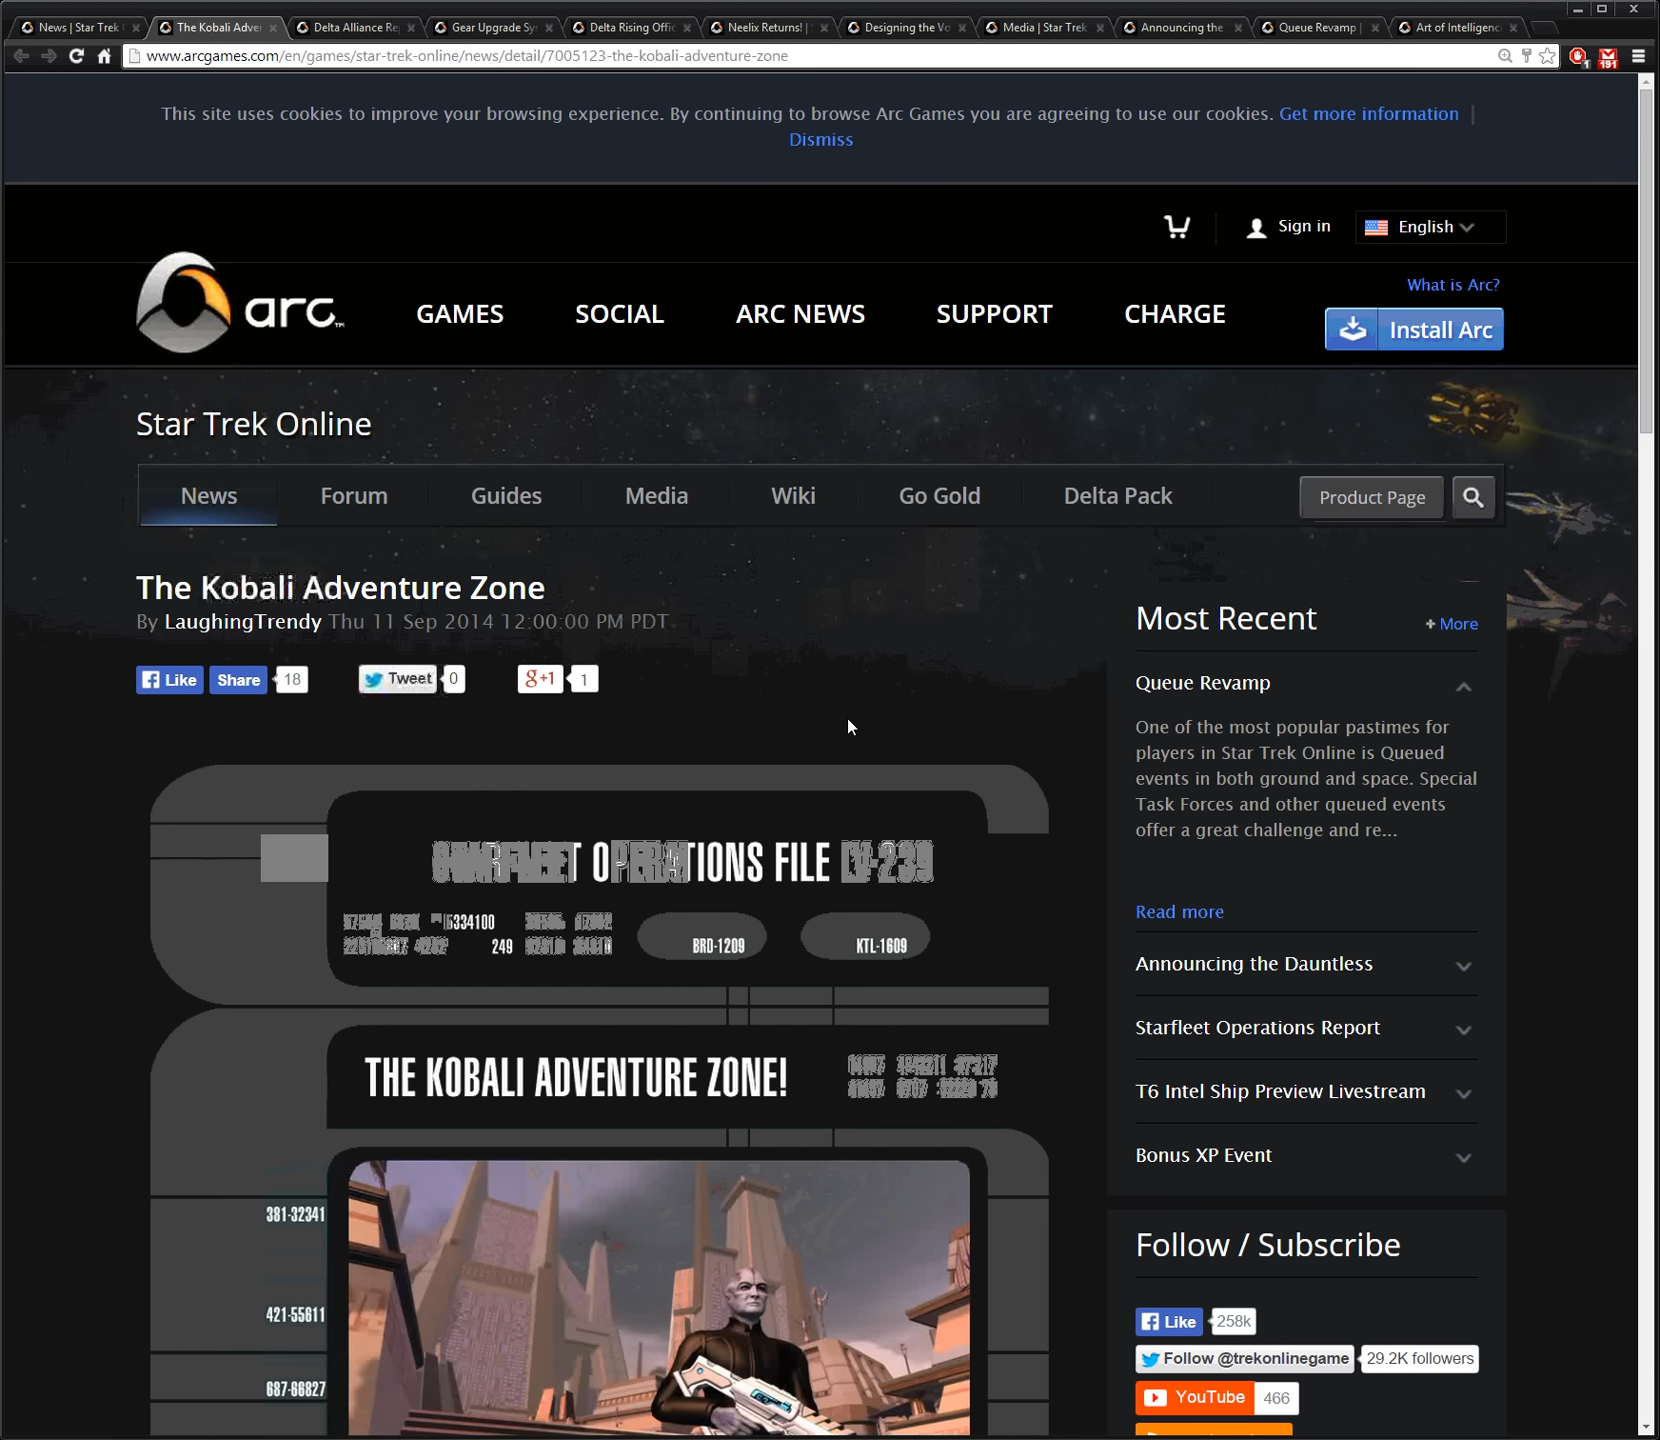 News | Star Trek
The Kobali Adver
Delta Alliance Re
Gear Upgrade Sy
Delta Rising Offic
Neelix Returns! |
Designing the Vo
Media | Star Trek
Announcing the
Queue Revamp |
Art of Intelligenc
www.arcgames.com/en/games/star-trek-online/news/detail/7005123-the-kobali-adventure-zone
1
191
This site uses cookies to improve your browsing experience. By continuing to browse Arc Games you are agreeing to use our cookies. Get more information |
Dismiss
Sign in
English
arc™
GAMES
SOCIAL
ARC NEWS
SUPPORT
CHARGE
What is Arc?
Install Arc
Star Trek Online
News
Forum
Guides
Media
Wiki
Go Gold
Delta Pack
Product Page
The Kobali Adventure Zone
By LaughingTrendy Thu 11 Sep 2014 12:00:00 PM PDT
Like
Share
18
Tweet
0
g+1
1
STARFLEET OPERATIONS FILE
334100
249
BRD-1209
KTL-1609
THE KOBALI ADVENTURE ZONE!
381-32341
421-55611
687-66827
Most Recent
+ More
Queue Revamp
One of the most popular pastimes for
players in Star Trek Online is Queued
events in both ground and space. Special
Task Forces and other queued events
offer a great challenge and re...
Read more
Announcing the Dauntless
Starfleet Operations Report
T6 Intel Ship Preview Livestream
Bonus XP Event
Follow / Subscribe
Like
258k
Follow @trekonlinegame
29.2K followers
YouTube
466